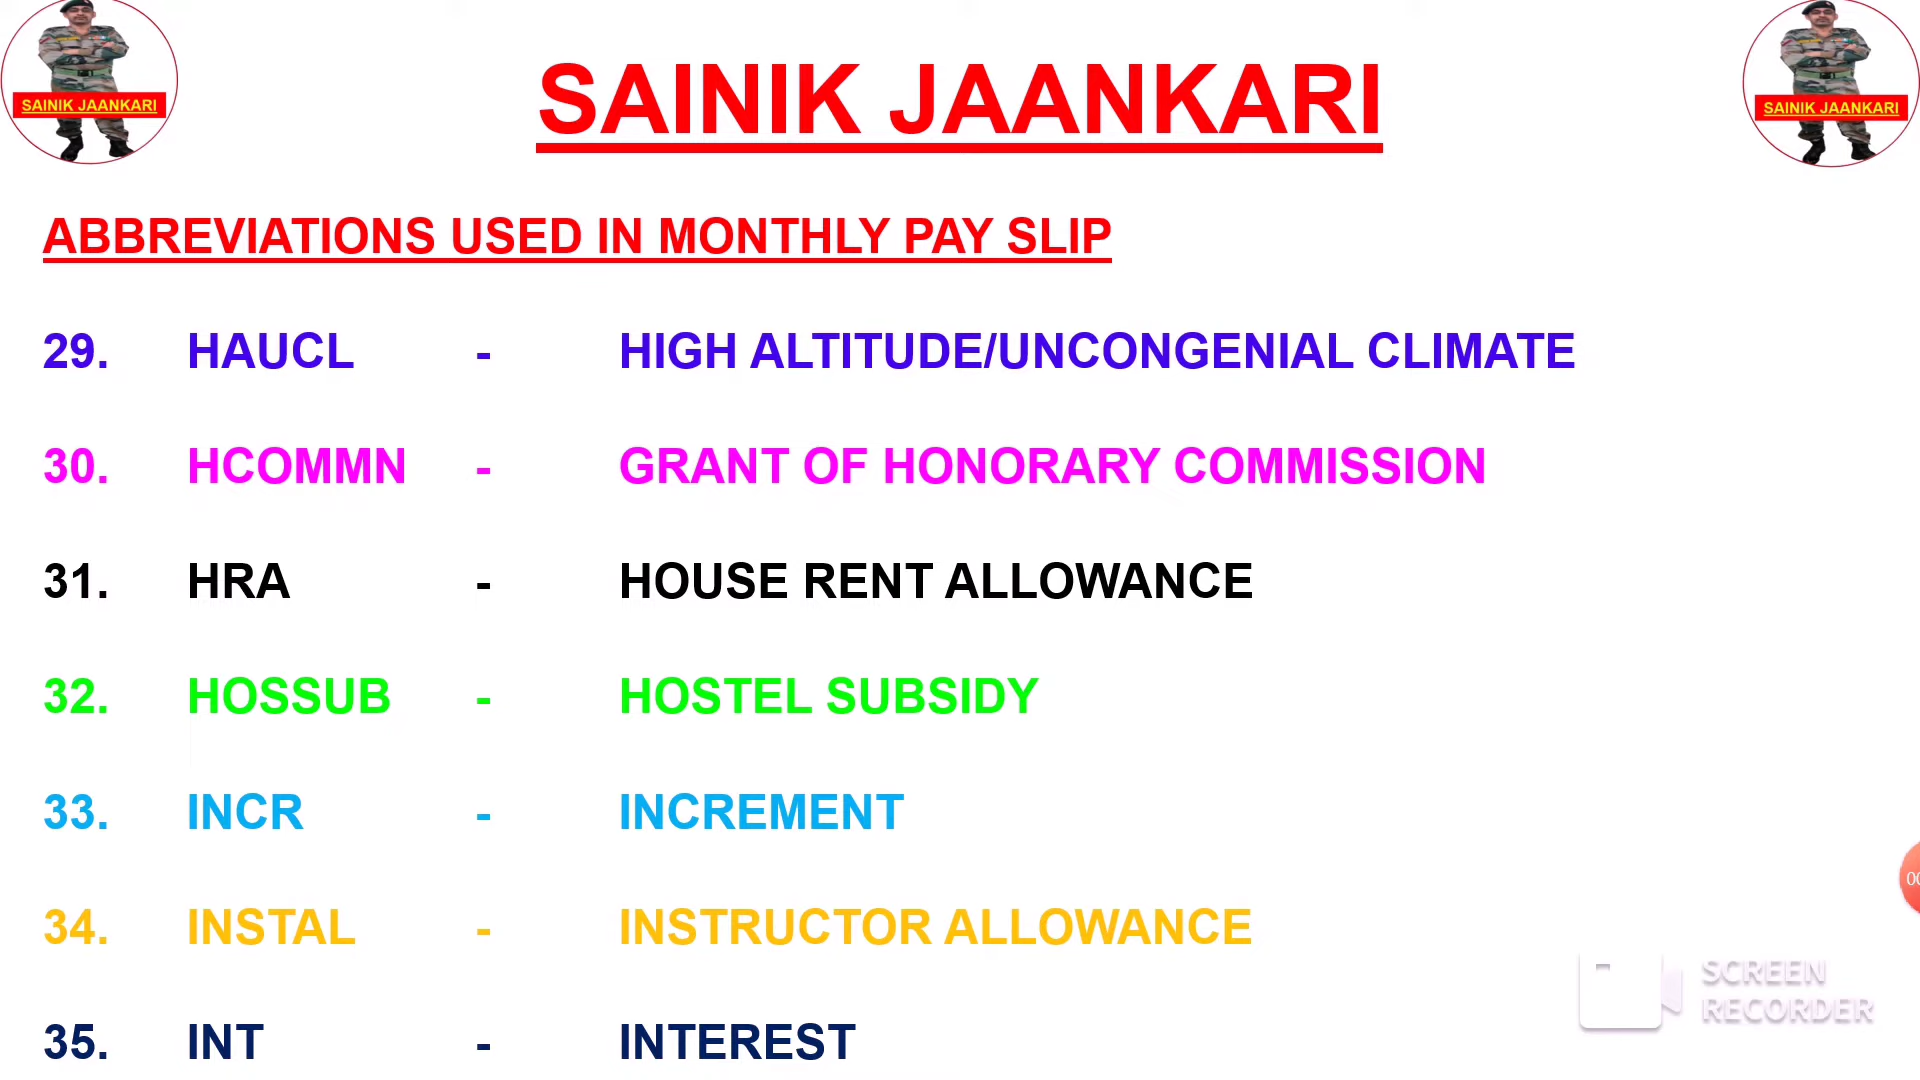 SAINIK JAANKARI
SAINIK JAANKARI
SAINIK JAANKARI
ABBREVIATIONS USED IN MONTHLY PAY SLIP
29. HAUCL - HIGH ALTITUDE/UNCONGENIAL CLIMATE
30. HCOMMN - GRANT OF HONORARY COMMISSION
31. HRA - HOUSE RENT ALLOWANCE
32. HOSSUB - HOSTEL SUBSIDY
33. INCR - INCREMENT
34. INSTAL - INSTRUCTOR ALLOWANCE
35. INT - INTEREST
SCREEN
RECORDER